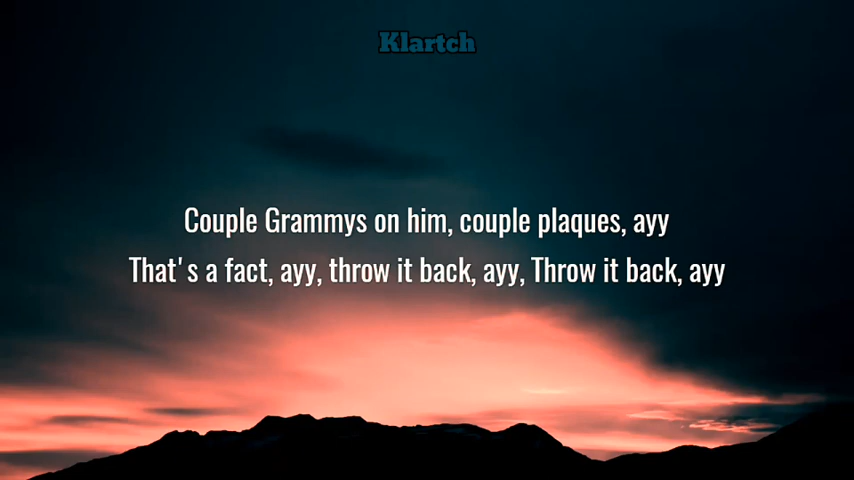 Klartch
Couple Grammys on him, couple plaques, ayy
That's a fact, ayy, throw it back, ayy, Throw it back, ayy